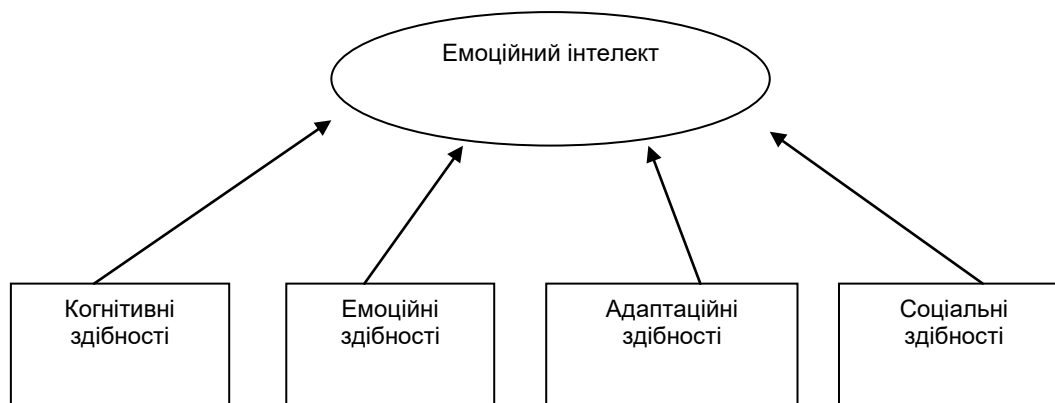 Емоційний інтелект
Когнітивні
здібності
Емоційні
здібності
Адаптаційні
здібності
Соціальні
здібності